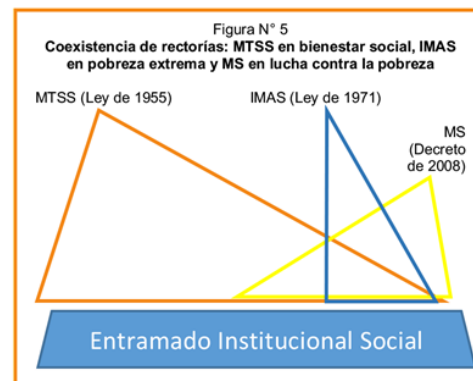 Figura N° 5
Coexistencia de rectorías: MTSS en bienestar social, IMAS
en pobreza extrema y MS en lucha contra la pobreza
MTSS (Ley de 1955)
IMAS (Ley de 1971)
MS
(Decreto
de 2008)
Entramado Institucional Social